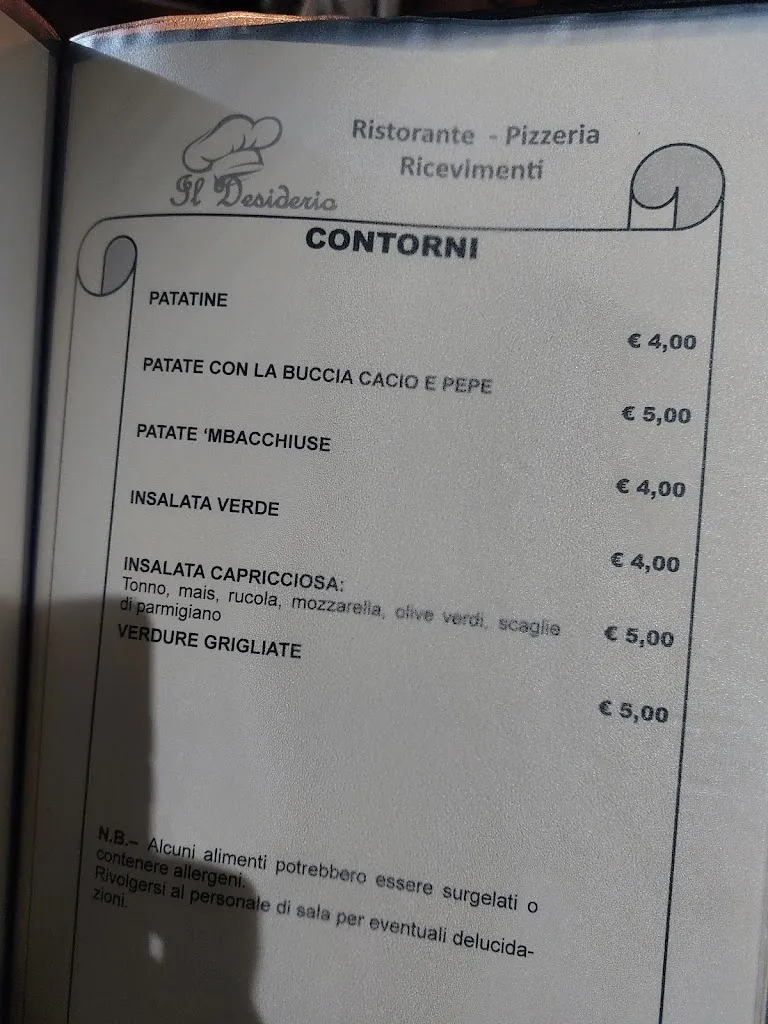 Il Desiderio
Ristorante - Pizzeria
Ricevimenti
CONTORNI
PATATINE
€ 4,00
PATATE CON LA BUCCIA CACIO E PEPE
€ 5,00
PATATE ‘MBACCHIUSE
€ 4,00
INSALATA VERDE
€ 4,00
INSALATA CAPRICCIOSA:
Tonno, mais, rucola, mozzarella, olive verdi, scaglie
di parmigiano
€ 5,00
VERDURE GRIGLIATE
€ 5,00
N.B.– Alcuni alimenti potrebbero essere surgelati o
contenere allergeni.
Rivolgersi al personale di sala per eventuali delucida-
zioni.